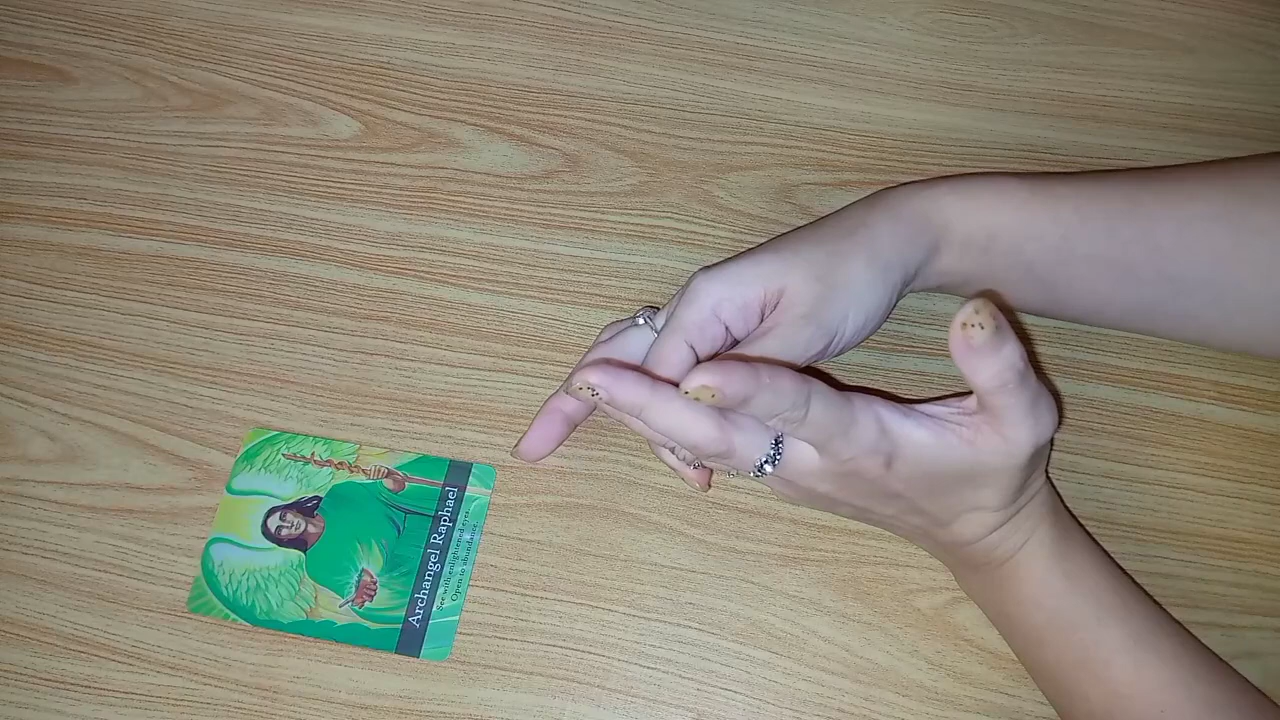 Archangel Raphael
See with enlightened eyes.
Open to abundance.